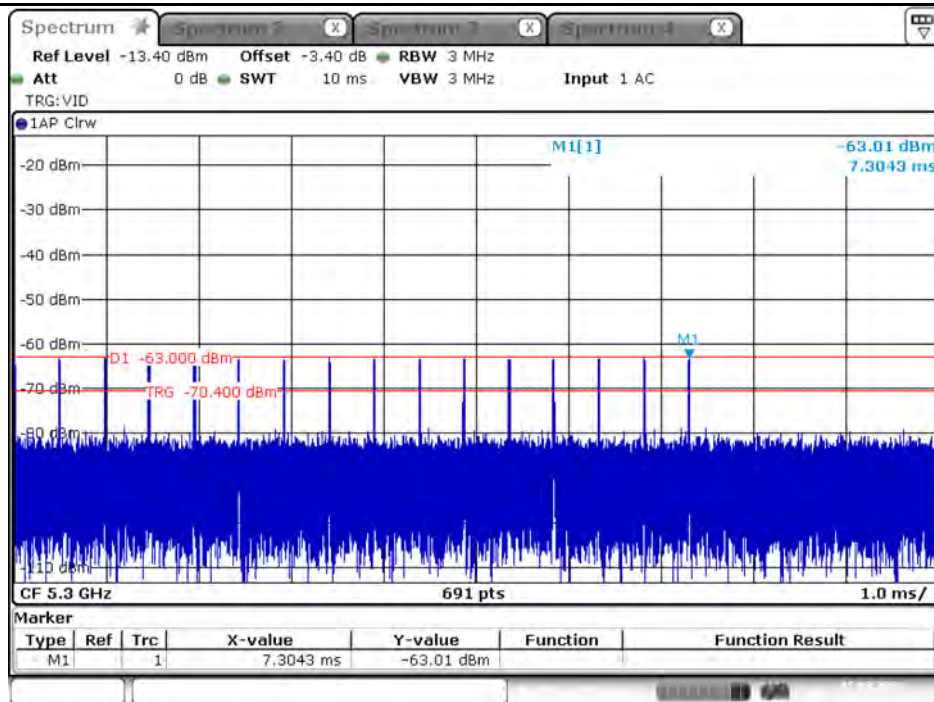 Spectrum
X
X
X
Ref Level -13.40 dBm Offset -3.40 dB RBW 3 MHz
Att 0 dB SWT 10 ms VBW 3 MHz Input 1 AC
TRG:VID
1AP Clrw
M1[1] -63.01 dBm
7.3043 ms
-20 dBm
-30 dBm
-40 dBm
-50 dBm
-60 dBm
M1
D1 -63.000 dBm
-70 dBm
TRG -70.400 dBm
-80 dBm
-110 dBm
CF 5.3 GHz 691 pts 1.0 ms/
Marker
Type Ref Trc X-value Y-value Function Function Result
M1 1 7.3043 ms -63.01 dBm